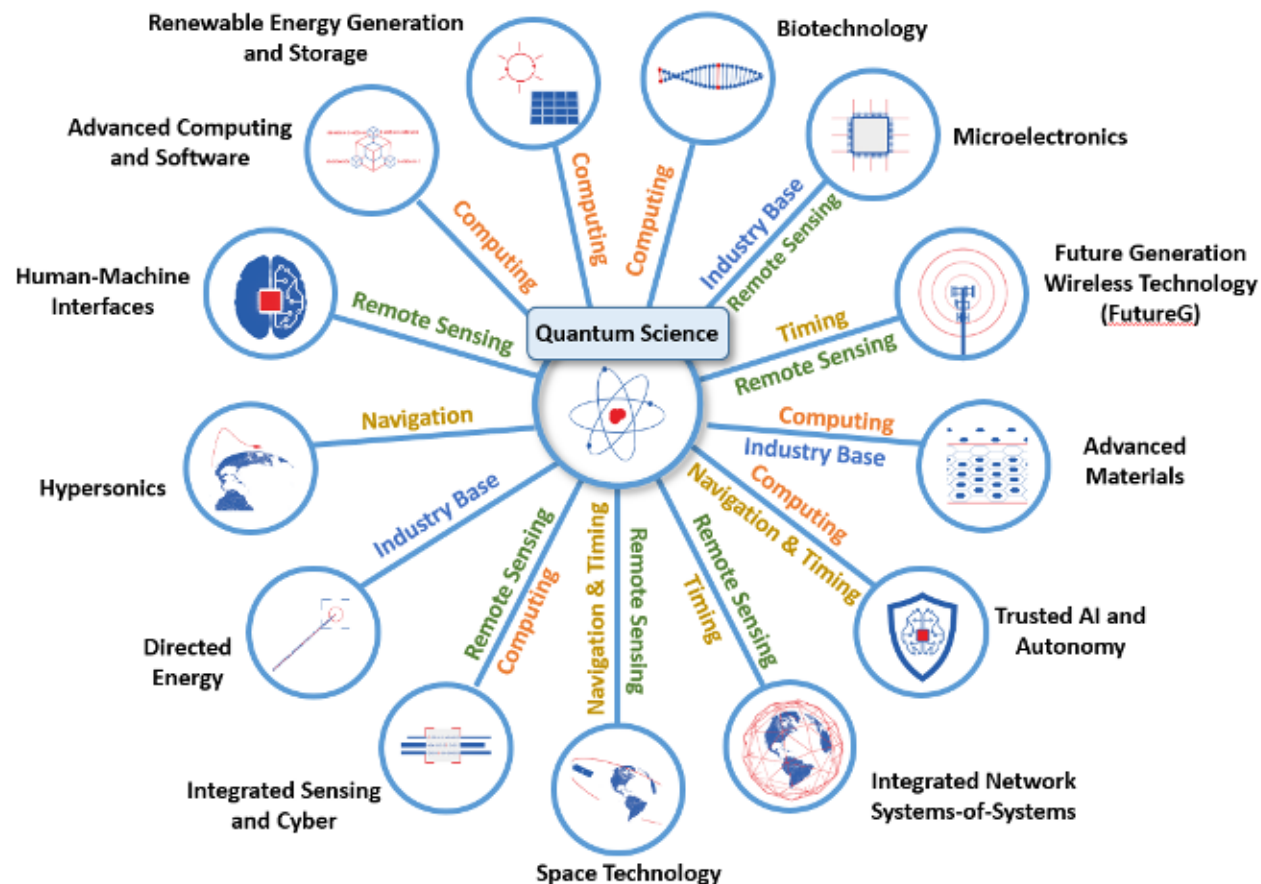 Renewable Energy Generation
and Storage
Biotechnology
Advanced Computing
and Software
Microelectronics
Human-Machine
Interfaces
Future Generation
Wireless Technology
(FutureG)
Computing
Computing
Computing
Industry Base
Remote Sensing
Remote Sensing
Quantum Science
Timing
Remote Sensing
Navigation
Computing
Industry Base
Hypersonics
Advanced
Materials
Industry Base
Computing
Navigation & Timing
Remote Sensing
Computing
Navigation & Timing
Remote Sensing
Remote Sensing
Timing
Directed
Energy
Trusted AI and
Autonomy
Integrated Sensing
and Cyber
Integrated Network
Systems-of-Systems
Space Technology